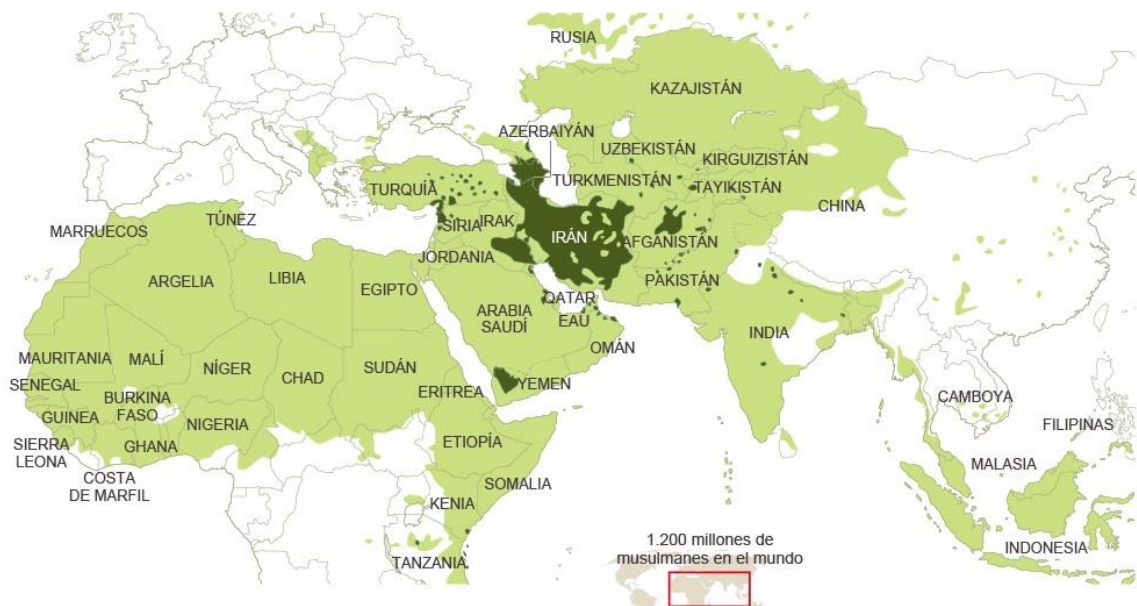 RUSIA
KAZAJISTÁN
AZERBAIYÁN
UZBEKISTÁN
KIRGUIZISTÁN
TURKMENISTÁN
TAYIKISTÁN
TURQUÍA
CHINA
TÚNEZ
SIRIA
IRAK
IRÁN
AFGANISTÁN
MARRUECOS
JORDANIA
ARGELIA
LIBIA
EGIPTO
PAKISTÁN
QATAR
ARABIA
SAUDÍ
EAU
INDIA
OMÁN
MAURITANIA
MALÍ
NÍGER
CHAD
SUDÁN
YEMEN
SENEGAL
ERITREA
BURKINA
FASO
CAMBOYA
GUINEA
NIGERIA
FILIPINAS
SIERRA
LEONA
GHANA
ETIOPÍA
MALASIA
COSTA
DE MARFIL
SOMALIA
KENIA
1.200 millones de
musulmanes en el mundo
INDONESIA
TANZANIA